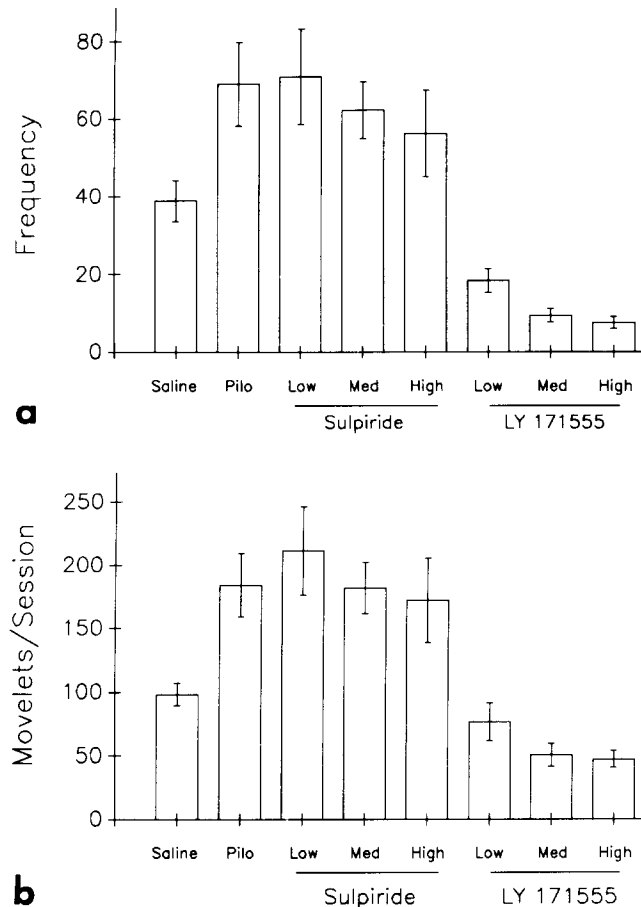 80
60
40
20
0
Frequency
Saline Pilo Low Med High Low Med High
Sulpiride LY 171555
a
250
200
150
100
50
0
Movelets/Session
Saline Pilo Low Med High Low Med High
Sulpiride LY 171555
b